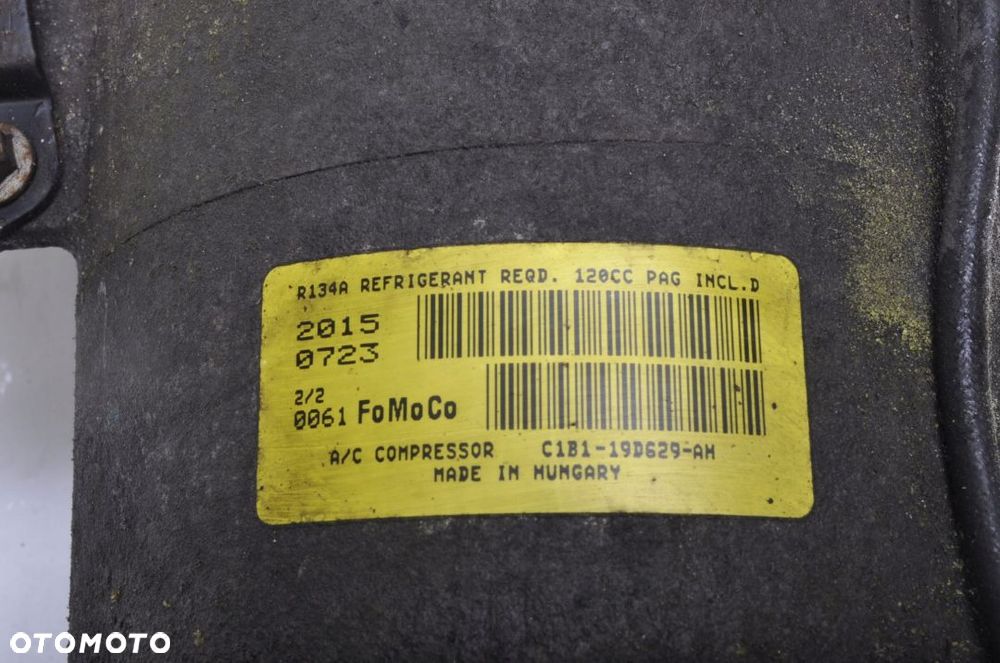 R134A REFRIGERANT REQD. 120CC PAG INCL.D
2015
0723
2/2
0061 FoMoCo
A/C COMPRESSOR C1B1-19D629-AH
MADE IN HUNGARY
OTOMOTO